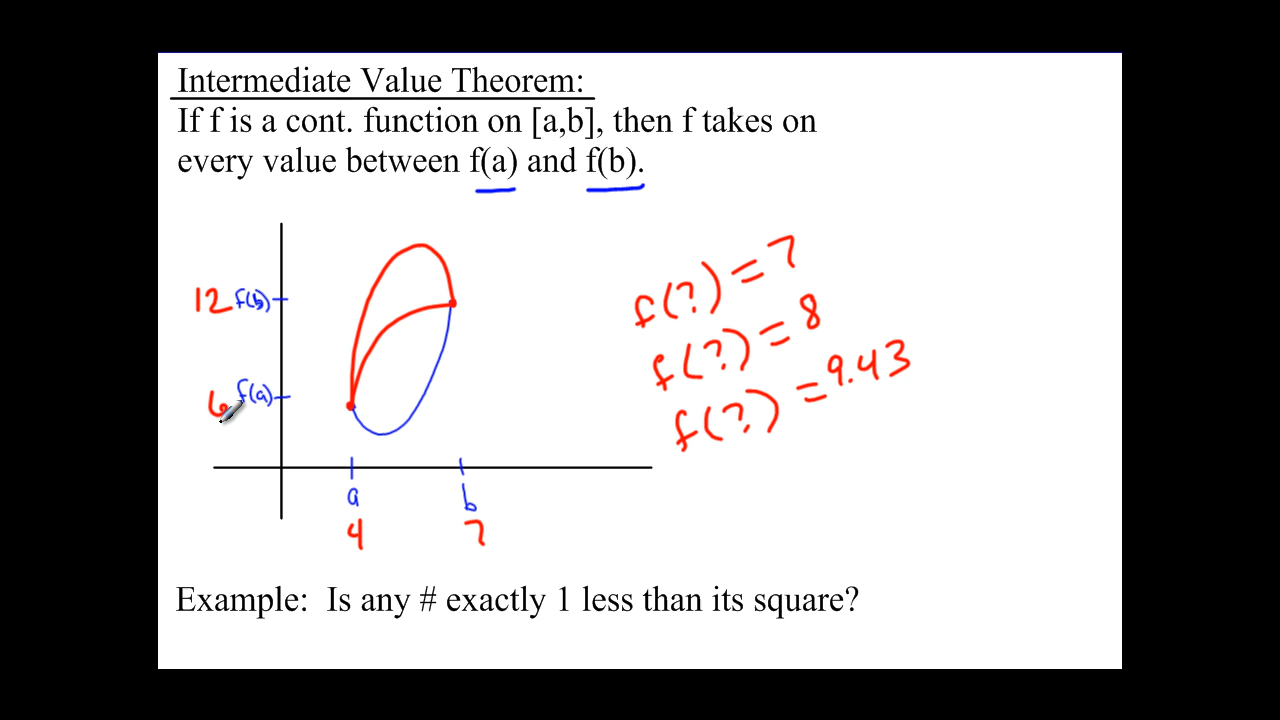 Intermediate Value Theorem:
If f is a cont. function on [a,b], then f takes on
every value between f(a) and f(b).
12 f(b)
6 f(a)
a
b
4
7
f(?) = 7
f(?) = 8
f(?) = 9.43
Example: Is any # exactly 1 less than its square?